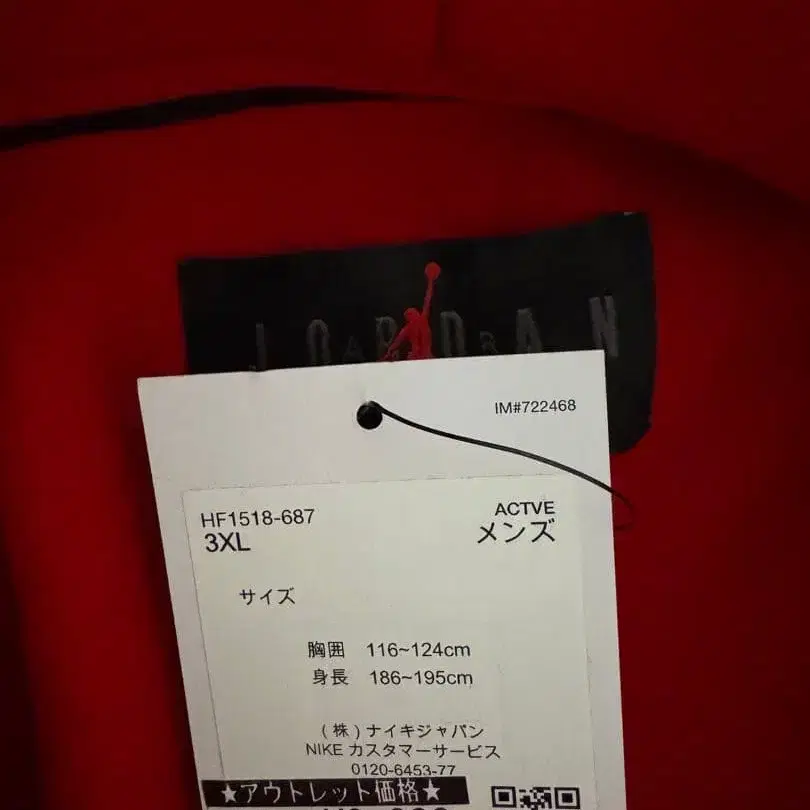 JORDAN
IM#722468
HF1518-687
ACTVE
3XL
メンズ
サイズ
胸囲 116~124cm
身長 186~195cm
(株)ナイキジャパン
NIKE カスタマーサービス
0120-6453-77
★アウトレット価格★